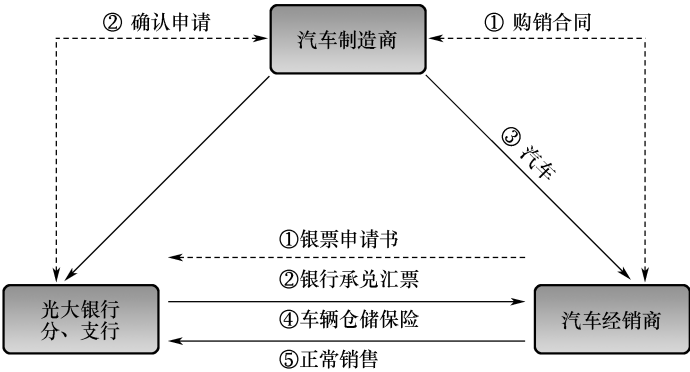 ② 确认申请
汽车制造商
① 购销合同
③ 汽车
①银票申请书
②银行承兑汇票
④车辆仓储保险
⑤正常销售
光大银行
分、支行
汽车经销商